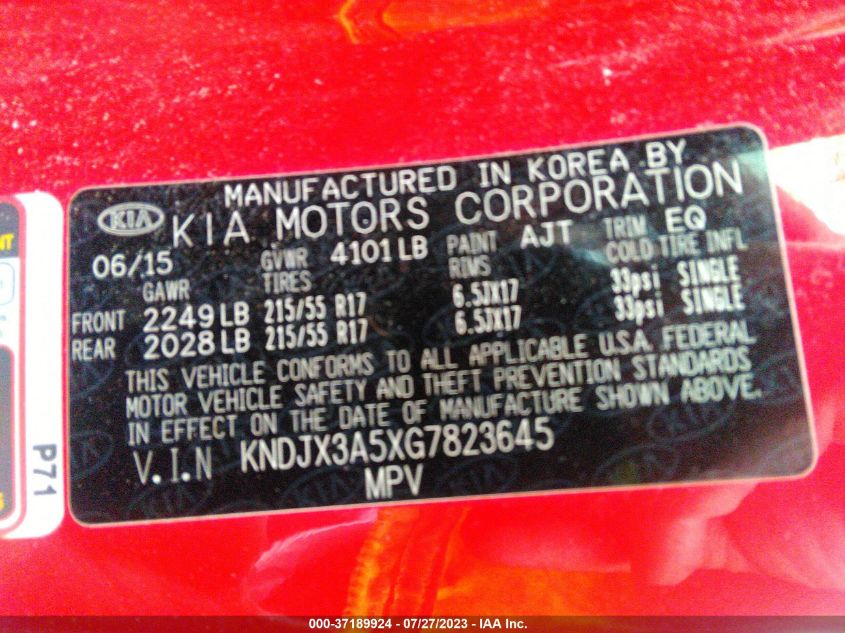 MANUFACTURED IN KOREA BY
KIA KIA MOTORS CORPORATION
06/15 GVWR 4101 LB PAINT AJT TRIM EQ
GAWR TIRES RIMS COLD TIRE INFL
FRONT 2249 LB 215/55 R17 6.5JX17 33psi SINGLE
REAR 2028 LB 215/55 R17 6.5JX17 33psi SINGLE
THIS VEHICLE CONFORMS TO ALL APPLICABLE U.S.A. FEDERAL
MOTOR VEHICLE SAFETY AND THEFT PREVENTION STANDARDS
IN EFFECT ON THE DATE OF MANUFACTURE SHOWN ABOVE.
V.I.N KNDJX3A5XG7823645
MPV
P71
000-37189924 - 07/27/2023 - IAA Inc.